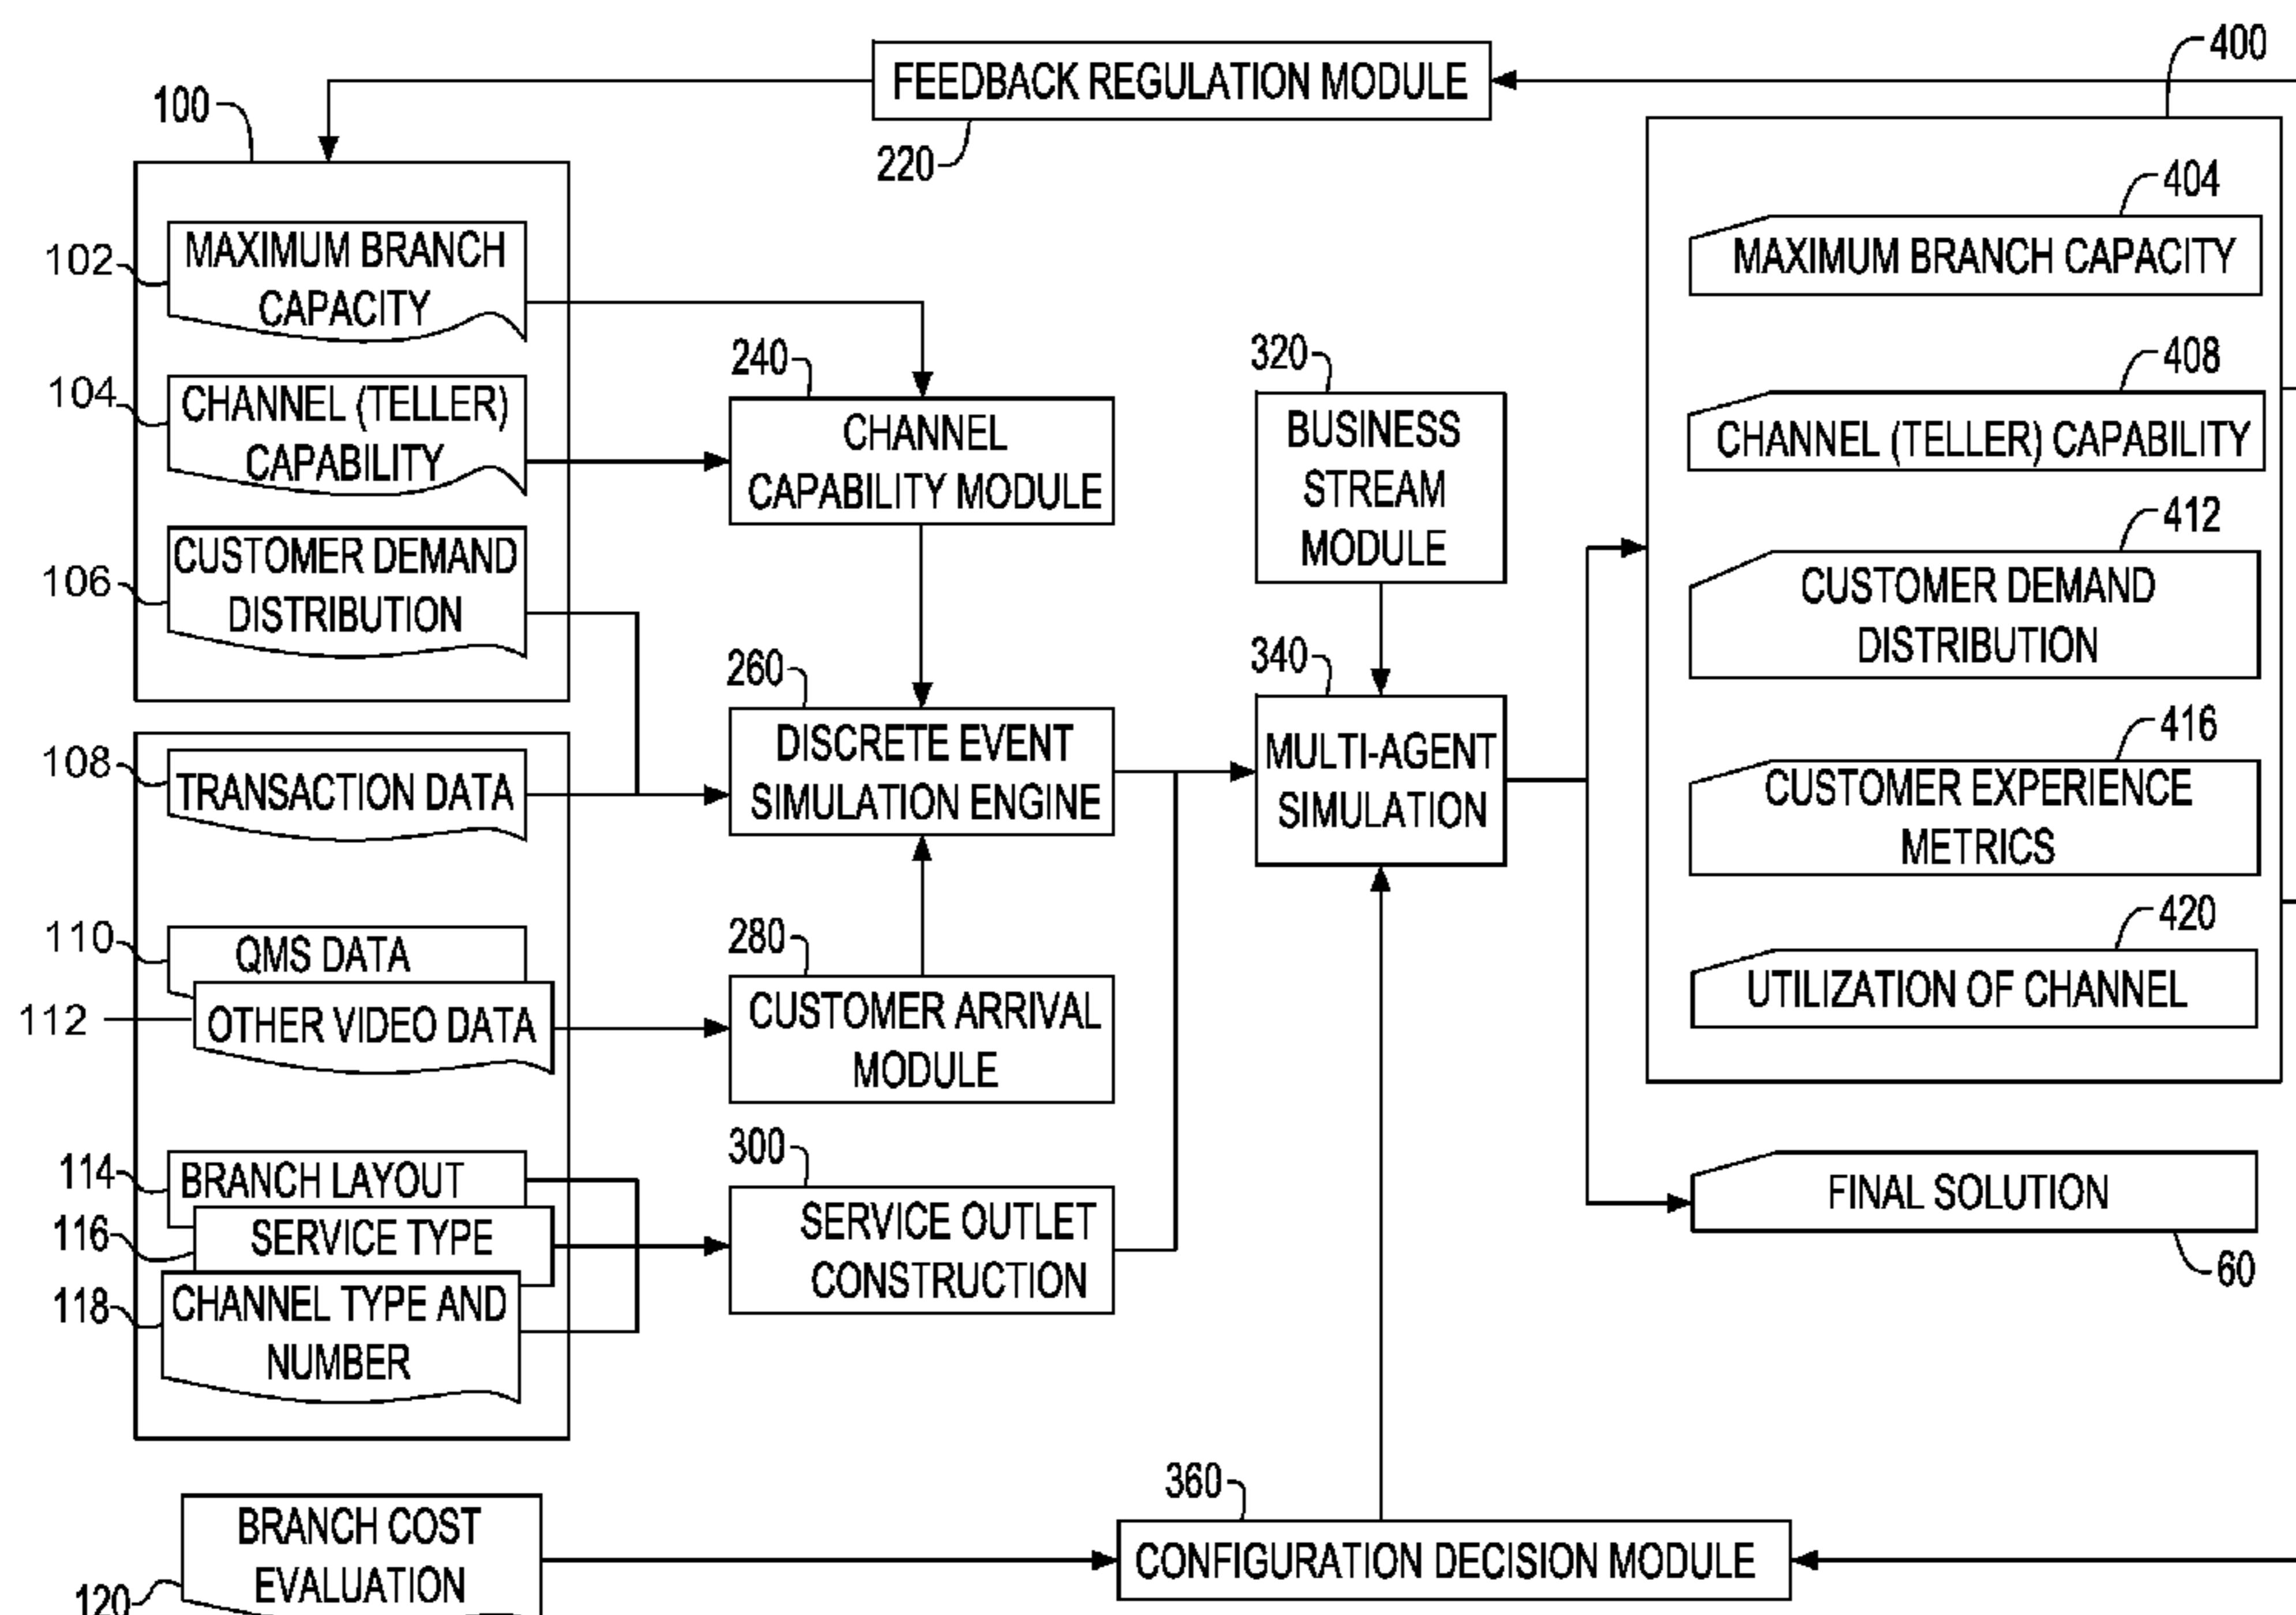 FEEDBACK REGULATION MODULE
220
400
100
102
MAXIMUM BRANCH
CAPACITY
104
CHANNEL (TELLER)
CAPABILITY
106
CUSTOMER DEMAND
DISTRIBUTION
108
TRANSACTION DATA
110
QMS DATA
112
OTHER VIDEO DATA
114
BRANCH LAYOUT
116
SERVICE TYPE
118
CHANNEL TYPE AND
NUMBER
120
BRANCH COST
EVALUATION
240
CHANNEL
CAPABILITY MODULE
260
DISCRETE EVENT
SIMULATION ENGINE
280
CUSTOMER ARRIVAL
MODULE
300
SERVICE OUTLET
CONSTRUCTION
320
BUSINESS
STREAM
MODULE
340
MULTI-AGENT
SIMULATION
360
CONFIGURATION DECISION MODULE
404
MAXIMUM BRANCH CAPACITY
408
CHANNEL (TELLER) CAPABILITY
412
CUSTOMER DEMAND
DISTRIBUTION
416
CUSTOMER EXPERIENCE
METRICS
420
UTILIZATION OF CHANNEL
FINAL SOLUTION
60